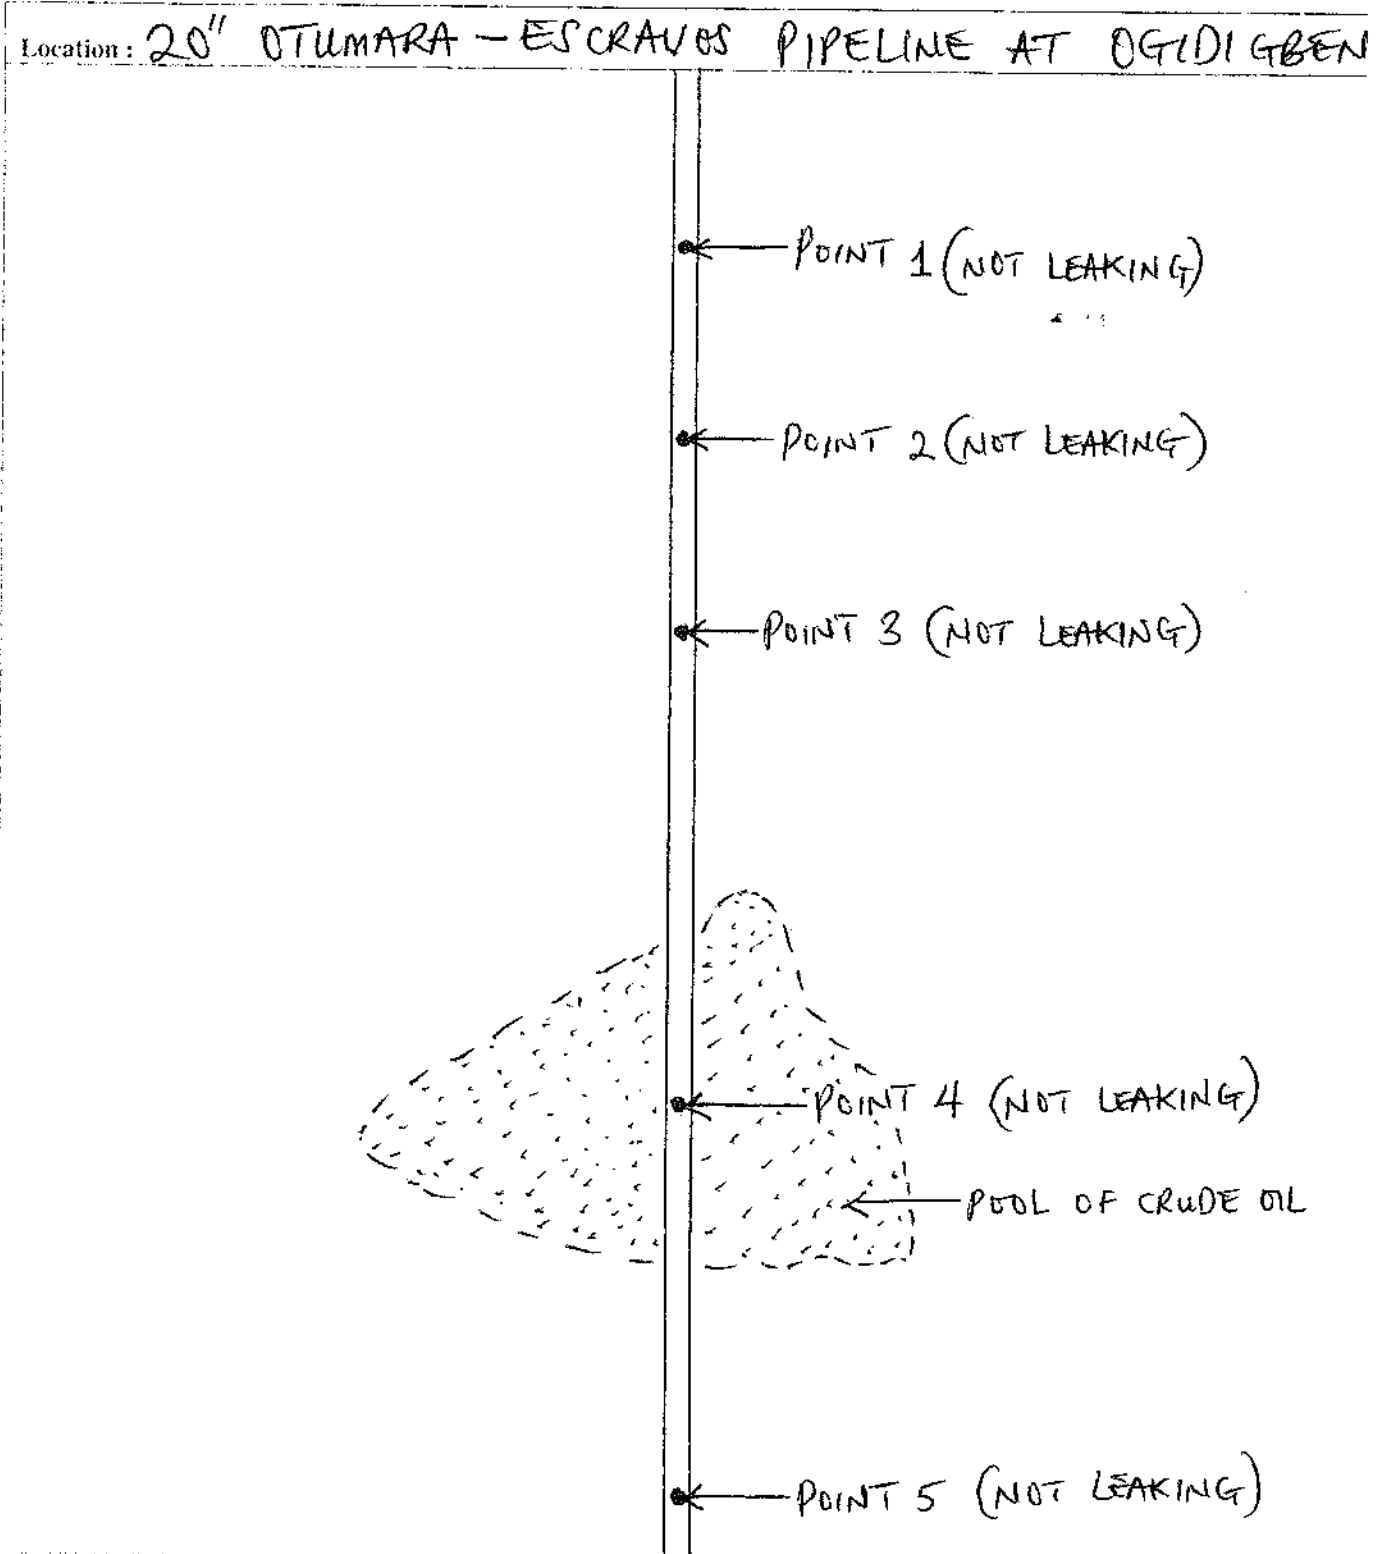 Location : 20" OTUMARA - ESCRAVOS PIPELINE AT OGIDIGBEN
POINT 1 (NOT LEAKING)
POINT 2 (NOT LEAKING)
POINT 3 (NOT LEAKING)
POINT 4 (NOT LEAKING)
POOL OF CRUDE OIL
POINT 5 (NOT LEAKING)